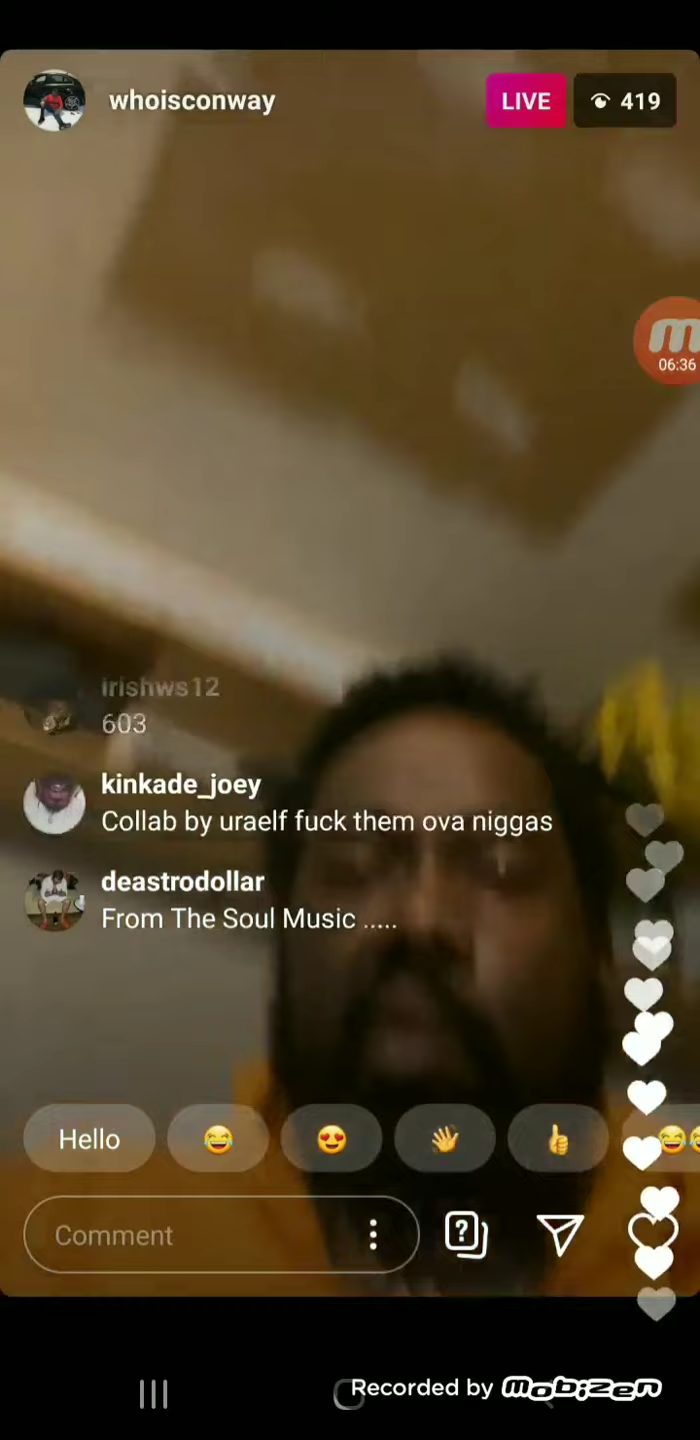 whoisconway
LIVE
419
06:36
irishws12
603
kinkade_joey
Collab by uraelf fuck them ova niggas
deastrodollar
From The Soul Music .....
Hello
Comment
Recorded by mobizen